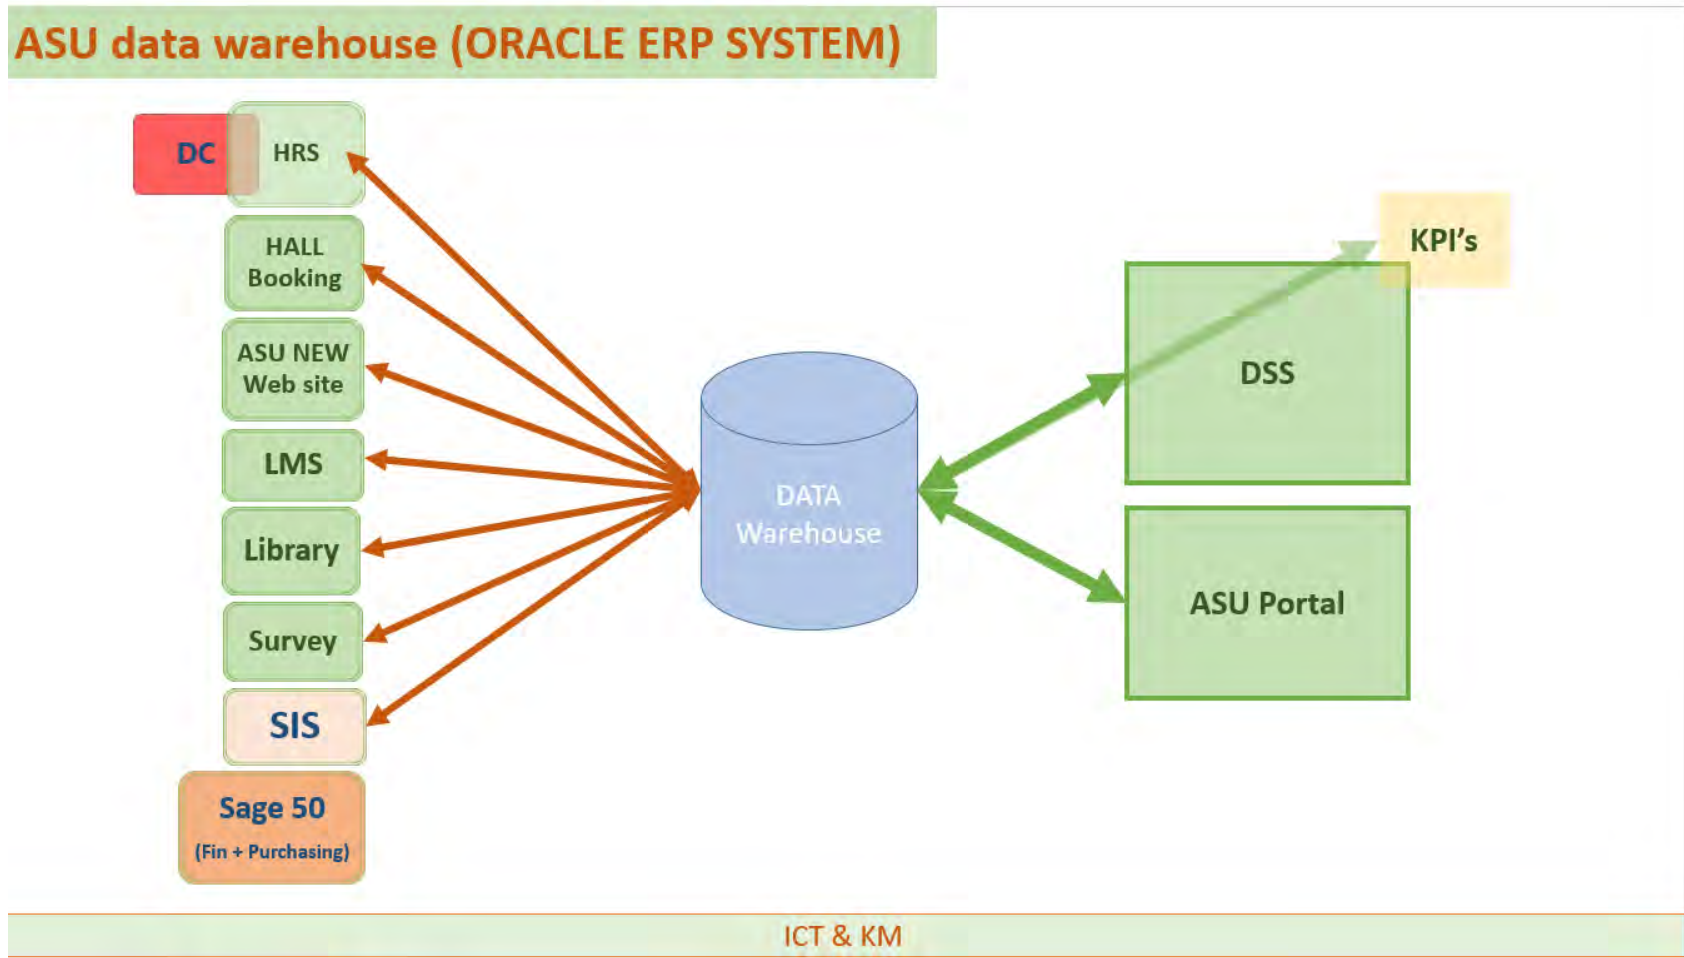 ASU data warehouse (ORACLE ERP SYSTEM)
DC
HRS
HALL
Booking
ASU NEW
Web site
LMS
Library
Survey
SIS
Sage 50
(Fin + Purchasing)
DATA
Warehouse
KPI's
DSS
ASU Portal
ICT & KM